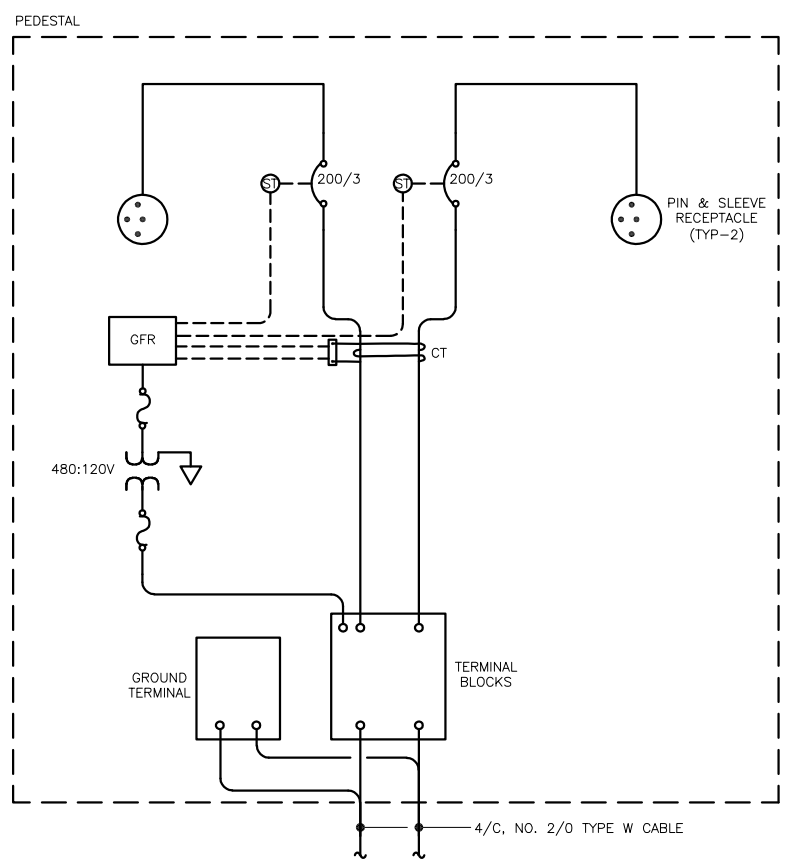 PEDESTAL
ST
200/3
ST
200/3
PIN & SLEEVE
RECEPTACLE
(TYP-2)
GFR
CT
480:120V
GROUND
TERMINAL
TERMINAL
BLOCKS
4/C, NO. 2/0 TYPE W CABLE